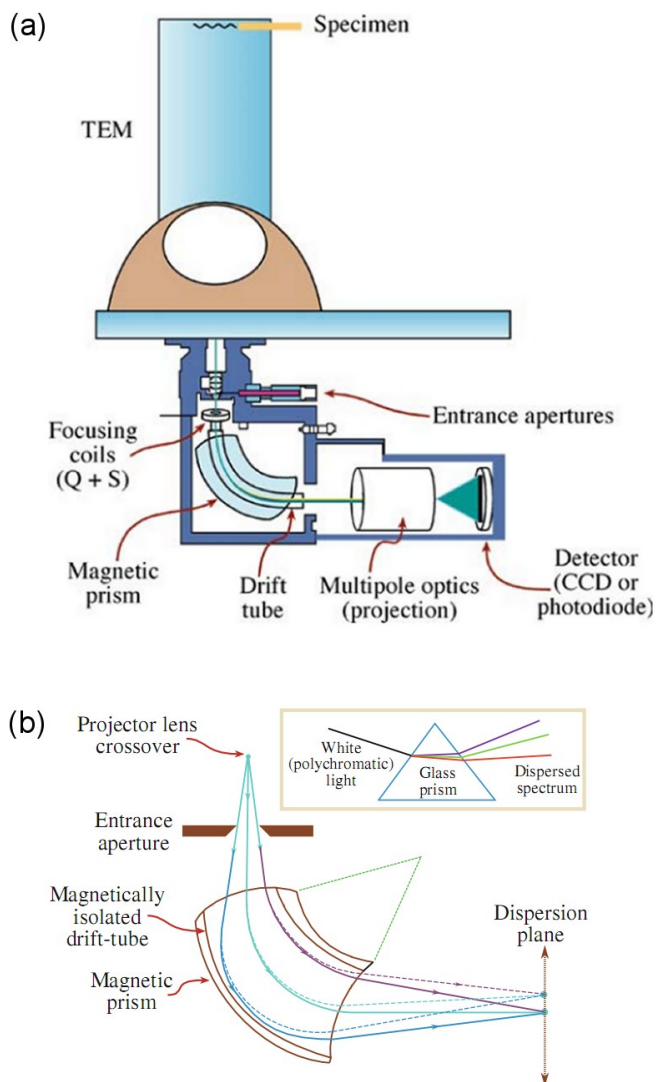 (a)
Specimen
TEM
Entrance apertures
Focusing
coils
(Q + S)
Magnetic
prism
Drift
tube
Multipole optics
(projection)
Detector
(CCD or
photodiode)
(b)
Projector lens
crossover
White
(polychromatic)
light
Glass
prism
Dispersed
spectrum
Entrance
aperture
Magnetically
isolated
drift-tube
Magnetic
prism
Dispersion
plane